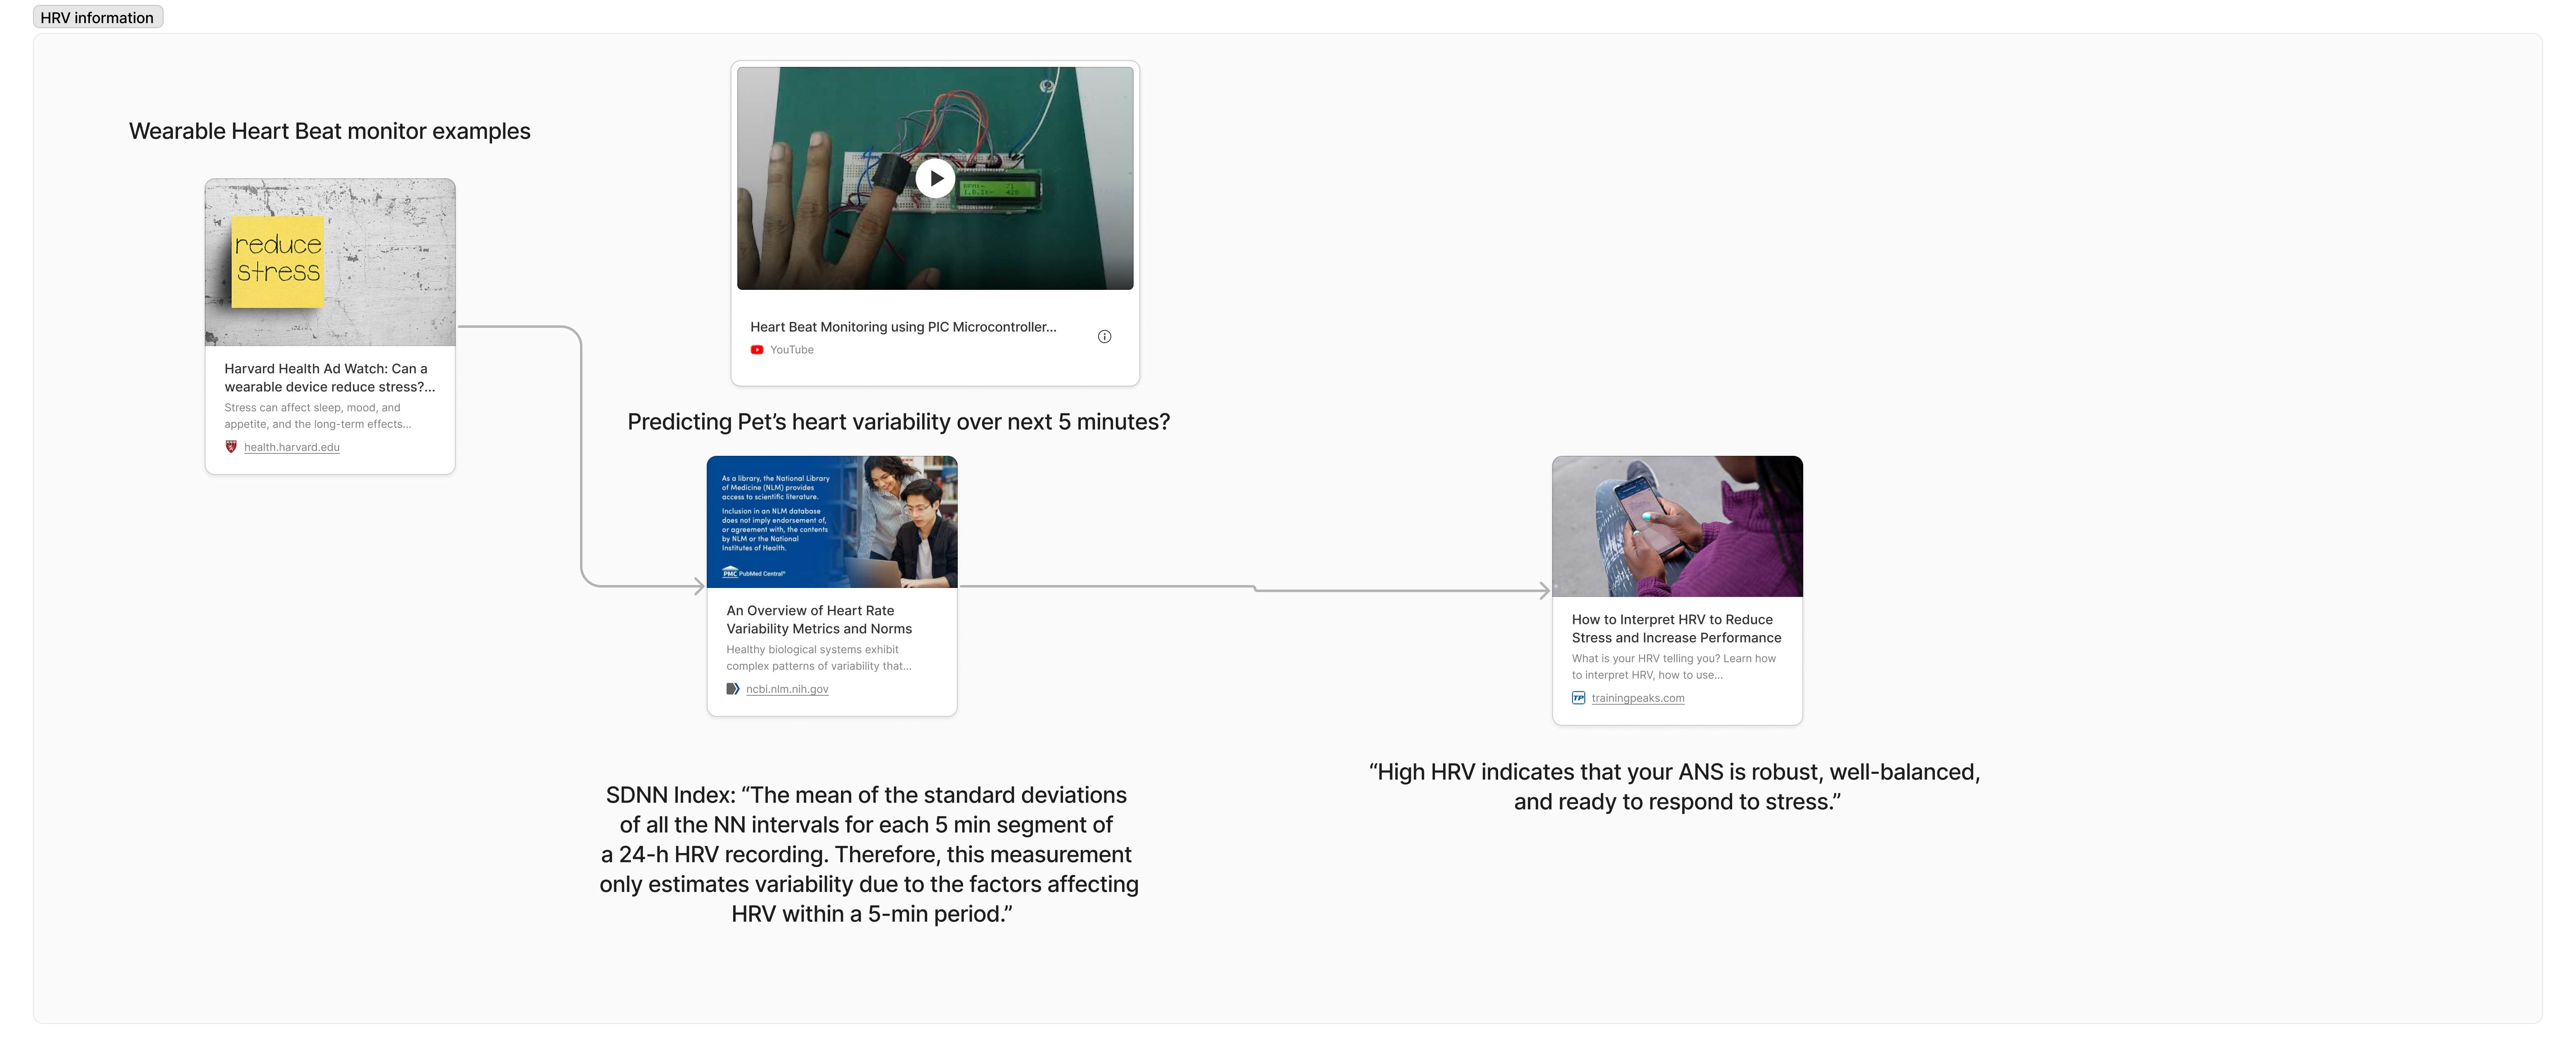 HRV information
Wearable Heart Beat monitor examples
reduce
stress
Harvard Health Ad Watch: Can a
wearable device reduce stress?...
Stress can affect sleep, mood, and
appetite, and the long-term effects...
health.harvard.edu
Heart Beat Monitoring using PIC Microcontroller...
YouTube
Predicting Pet’s heart variability over next 5 minutes?
As a library, the National Library
of Medicine (NLM) provides
access to scientific literature.
Inclusion in an NLM database
does not imply endorsement of,
or agreement with, the contents
by NLM or the National
Institutes of Health.
PMC PubMed Central®
An Overview of Heart Rate
Variability Metrics and Norms
Healthy biological systems exhibit
complex patterns of variability that...
ncbi.nlm.nih.gov
SDNN Index: “The mean of the standard deviations
of all the NN intervals for each 5 min segment of
a 24-h HRV recording. Therefore, this measurement
only estimates variability due to the factors affecting
HRV within a 5-min period.”
How to Interpret HRV to Reduce
Stress and Increase Performance
What is your HRV telling you? Learn how
to interpret HRV, how to use...
TP trainingpeaks.com
“High HRV indicates that your ANS is robust, well-balanced,
and ready to respond to stress.”